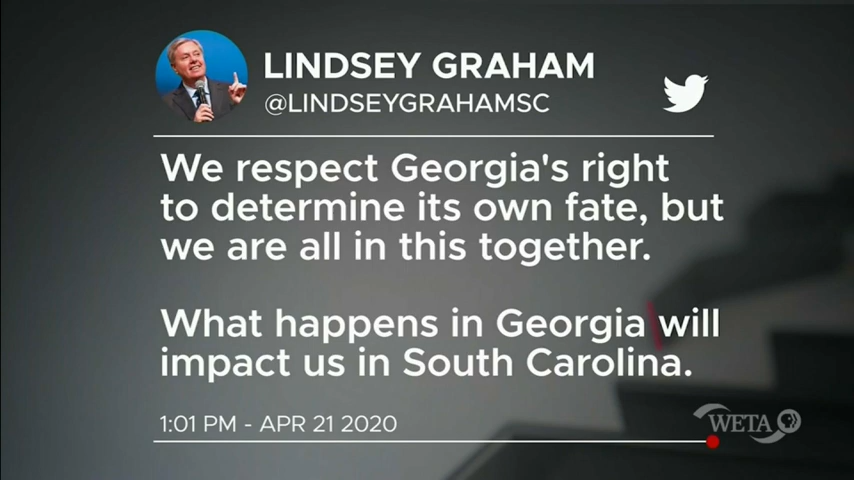 LINDSEY GRAHAM
@LINDSEYGRAHAMSC
We respect Georgia's right
to determine its own fate, but
we are all in this together.
What happens in Georgia will
impact us in South Carolina.
1:01 PM - APR 21 2020
WETA
PBS